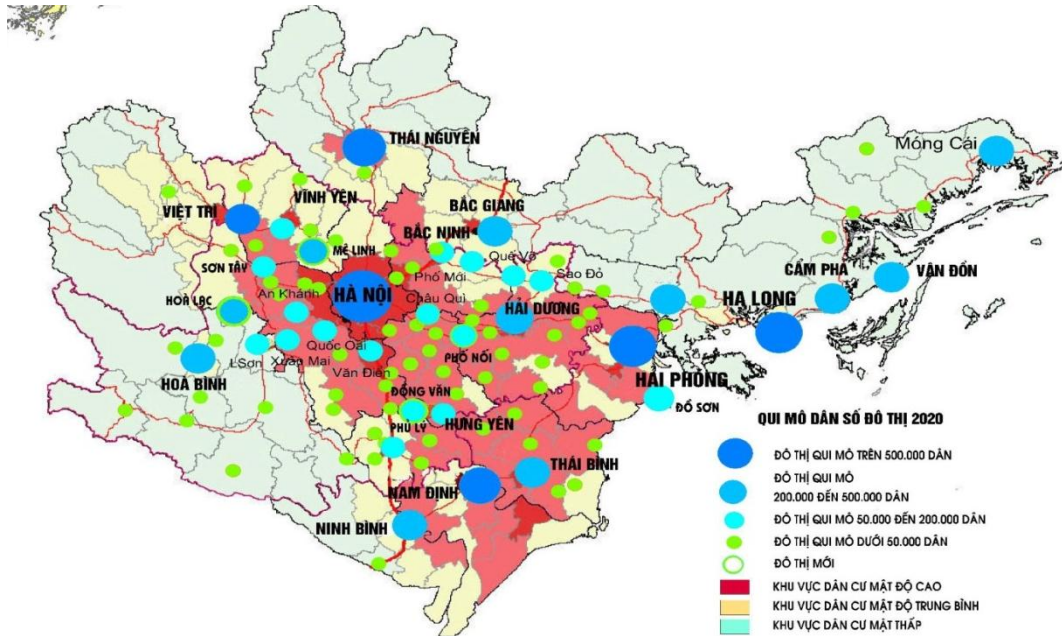 THÁI NGUYÊN
Móng Cái
VĨNH YÊN
BẮC GIANG
VIỆT TRÌ
BẮC NINH
MÊ LINH
Quế Võ
SƠN TÂY
Phố Mới
Sao Đỏ
CẨM PHẢ
VÂN ĐỒN
An Khánh
HÀ NỘI
HOÀ LẠC
Châu Quì
HẢI DƯƠNG
HẠ LONG
Quốc Oai
LSơn
Xuân Mai
PHỐ NỐI
Văn Điển
HOÀ BÌNH
HẢI PHÒNG
ĐỒNG VĂN
ĐỒ SƠN
PHỦ LÝ
HƯNG YÊN
QUI MÔ DÂN SỐ ĐÔ THỊ 2020
THÁI BÌNH
ĐÔ THỊ QUI MÔ TRÊN 500.000 DÂN
NAM ĐỊNH
ĐÔ THỊ QUI MÔ
200.000 ĐẾN 500.000 DÂN
NINH BÌNH
ĐÔ THỊ QUI MÔ 50.000 ĐẾN 200.000 DÂN
ĐÔ THỊ QUI MÔ DƯỚI 50.000 DÂN
ĐÔ THỊ MỚI
KHU VỰC DÂN CƯ MẬT ĐỘ CAO
KHU VỰC DÂN CƯ MẬT ĐỘ TRUNG BÌNH
KHU VỰC DÂN CƯ MẬT THẤP